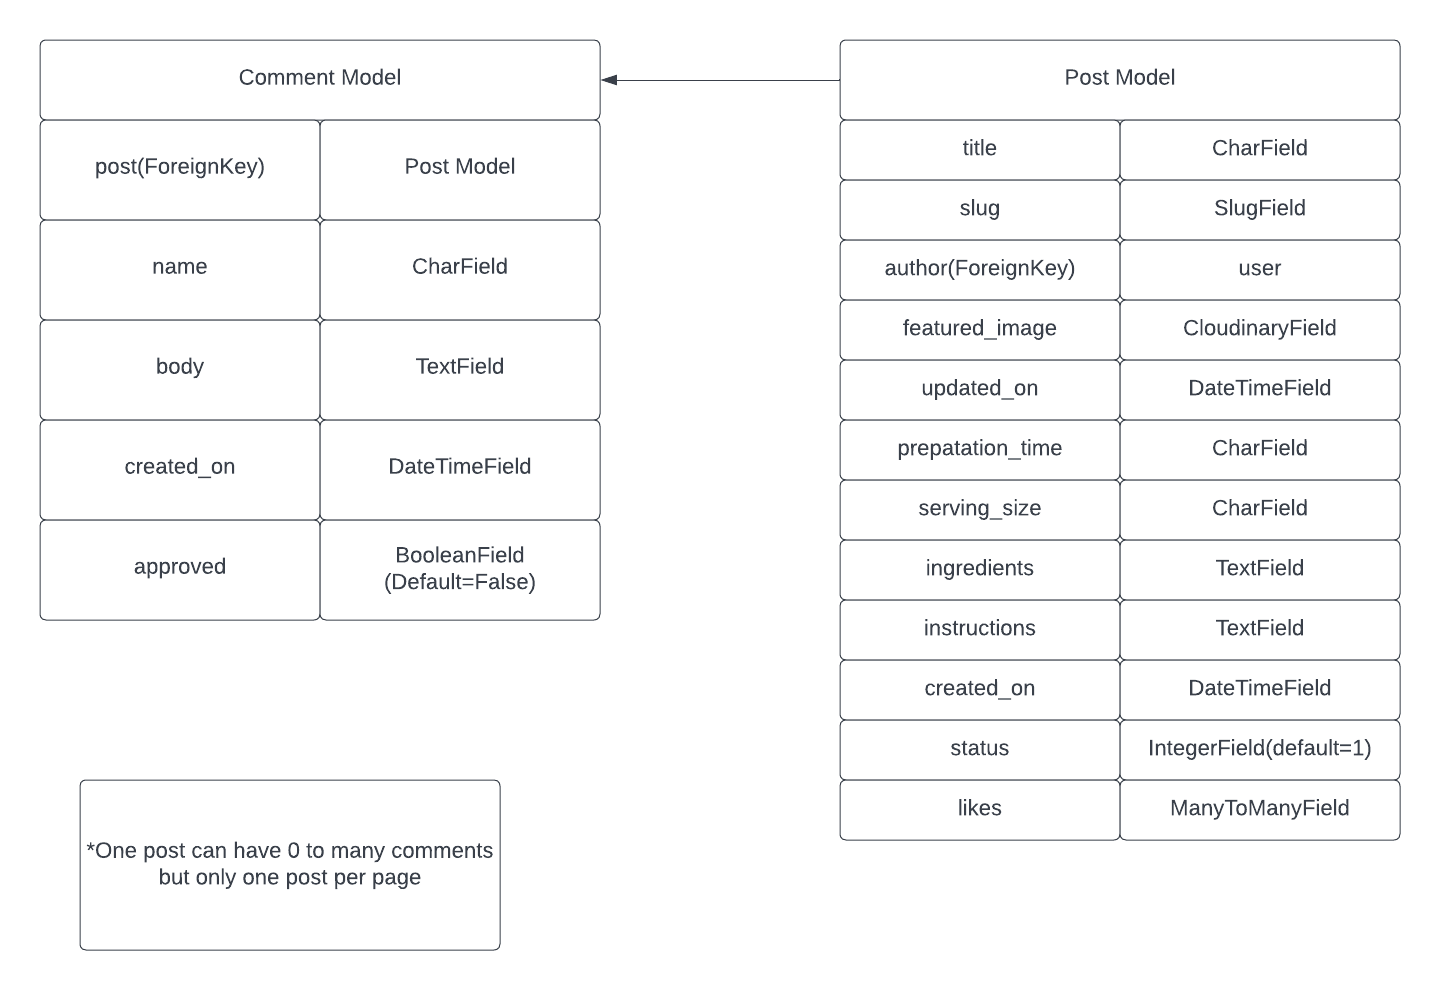 Comment Model
post(ForeignKey)
Post Model
name
CharField
body
TextField
created_on
DateTimeField
approved
BooleanField
(Default=False)
*One post can have 0 to many comments
but only one post per page
Post Model
title
CharField
slug
SlugField
author(ForeignKey)
user
featured_image
CloudinaryField
updated_on
DateTimeField
prepatation_time
CharField
serving_size
CharField
ingredients
TextField
instructions
TextField
created_on
DateTimeField
status
IntegerField(default=1)
likes
ManyToManyField